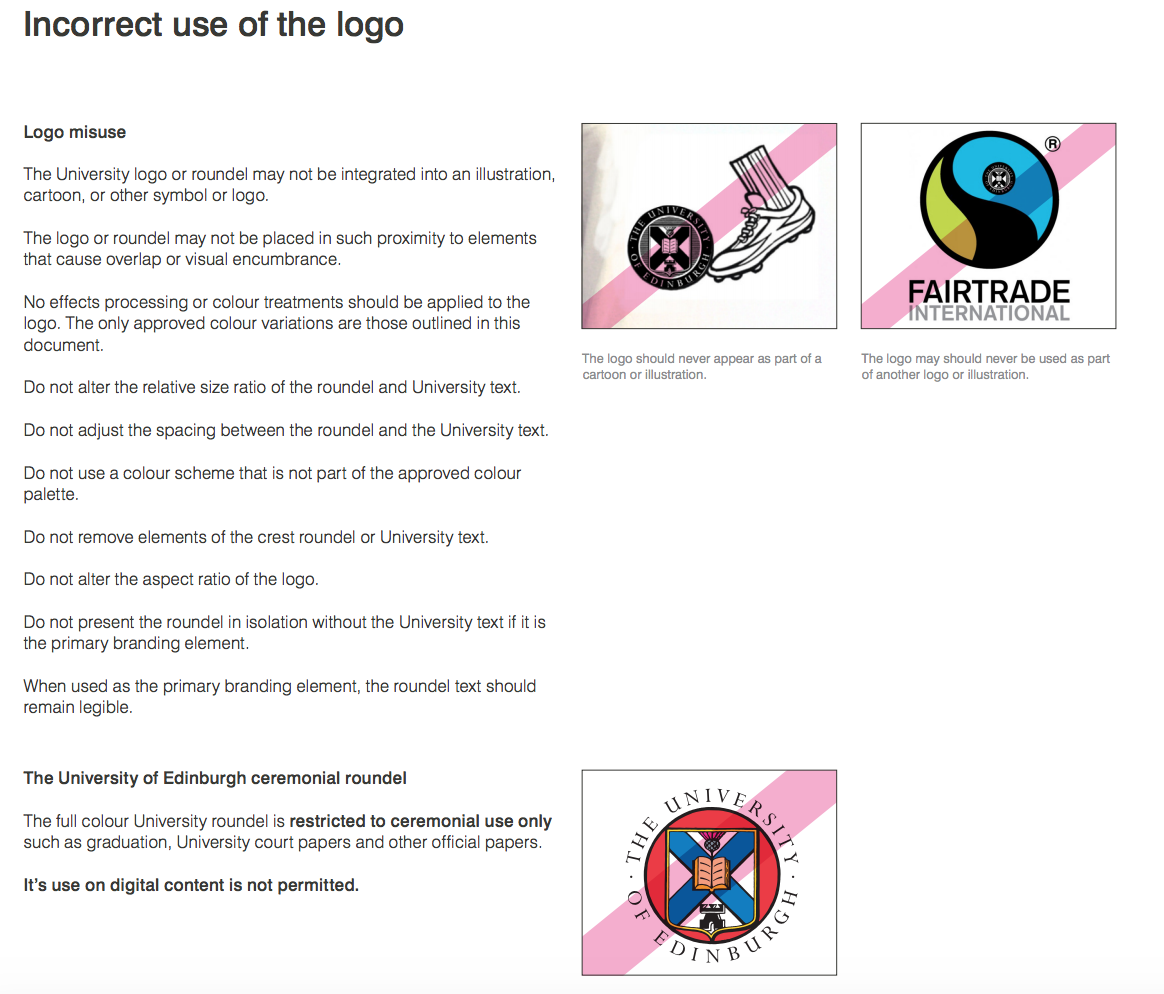 Incorrect use of the logo
Logo misuse
The University logo or roundel may not be integrated into an illustration,
cartoon, or other symbol or logo.
The logo or roundel may not be placed in such proximity to elements
that cause overlap or visual encumbrance.
No effects processing or colour treatments should be applied to the
logo. The only approved colour variations are those outlined in this
document.
Do not alter the relative size ratio of the roundel and University text.
Do not adjust the spacing between the roundel and the University text.
Do not use a colour scheme that is not part of the approved colour
palette.
Do not remove elements of the crest roundel or University text.
Do not alter the aspect ratio of the logo.
Do not present the roundel in isolation without the University text if it is
the primary branding element.
When used as the primary branding element, the roundel text should
remain legible.
THE UNIVERSITY
OF EDINBURGH
The logo should never appear as part of a
cartoon or illustration.
®
FAIRTRADE
INTERNATIONAL
The logo may should never be used as part
of another logo or illustration.
The University of Edinburgh ceremonial roundel
The full colour University roundel is restricted to ceremonial use only
such as graduation, University court papers and other official papers.
It's use on digital content is not permitted.
THE UNIVERSITY
OF EDINBURGH